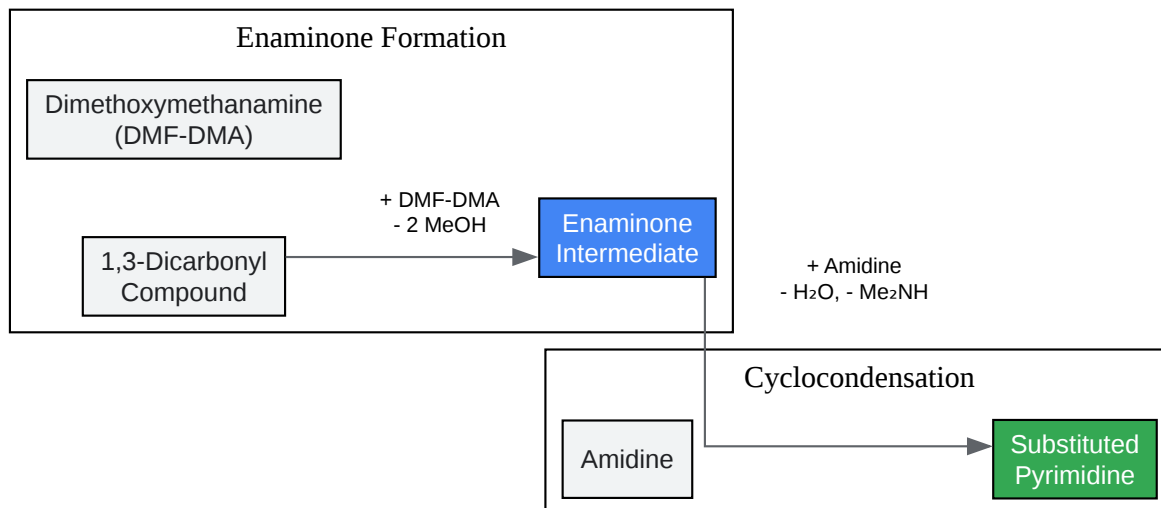 Enaminone Formation
Dimethoxymethanamine
(DMF-DMA)
+ DMF-DMA
- 2 MeOH
Enaminone
Intermediate
1,3-Dicarbonyl
Compound
+ Amidine
- H₂O, - Me₂NH
Cyclocondensation
Amidine
Substituted
Pyrimidine